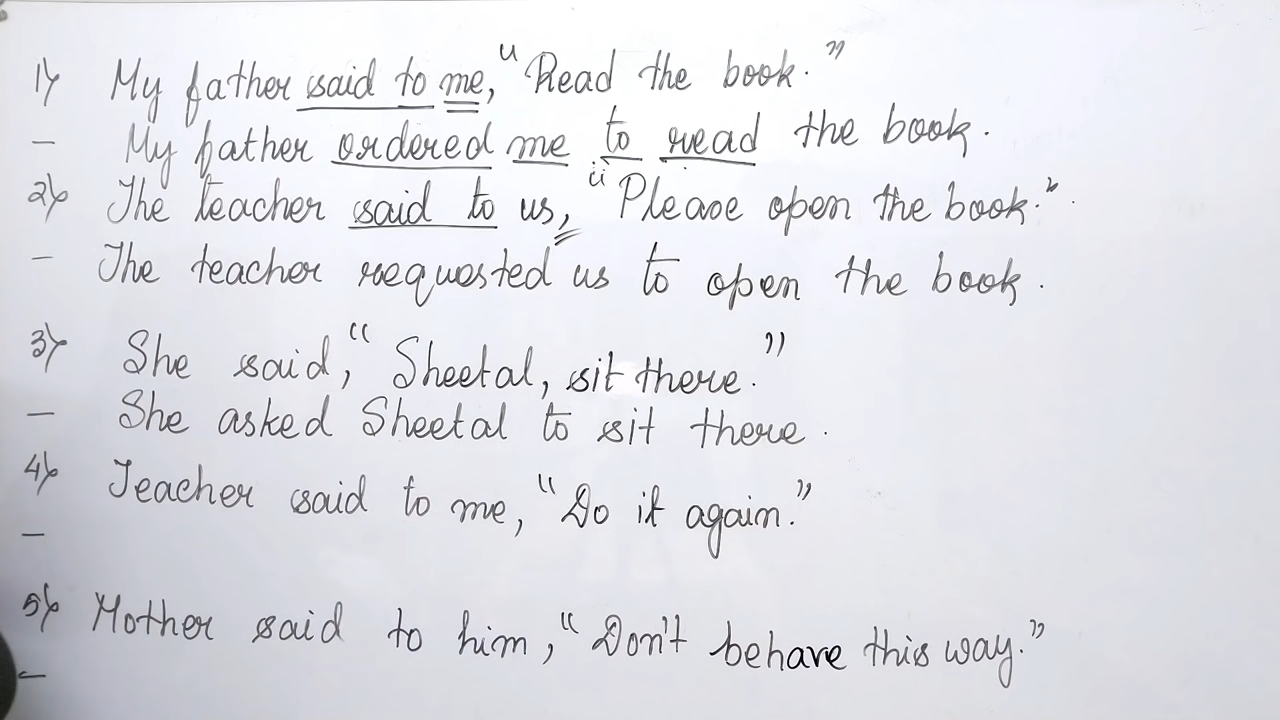 1) My father said to me, "Read the book."
- My father ordered me to read the book.
2) The teacher said to us, "Please open the book."
- The teacher requested us to open the book.
3) She said, "Sheetal, sit there."
- She asked Sheetal to sit there.
4) Teacher said to me, "Do it again."
-
5) Mother said to him, "Don't behave this way."
-